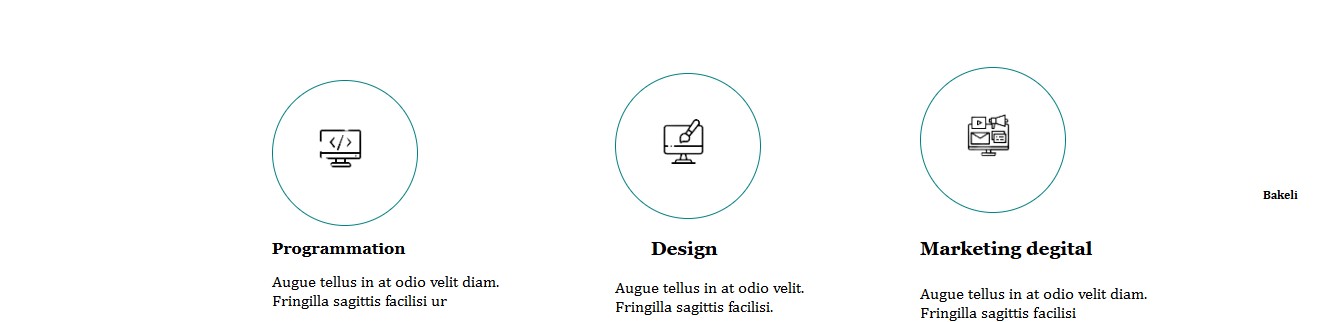 Programmation
Augue tellus in at odio velit diam.
Fringilla sagittis facilisi ur
Design
Augue tellus in at odio velit.
Fringilla sagittis facilisi.
Marketing degital
Augue tellus in at odio velit diam.
Fringilla sagittis facilisi
Bakeli